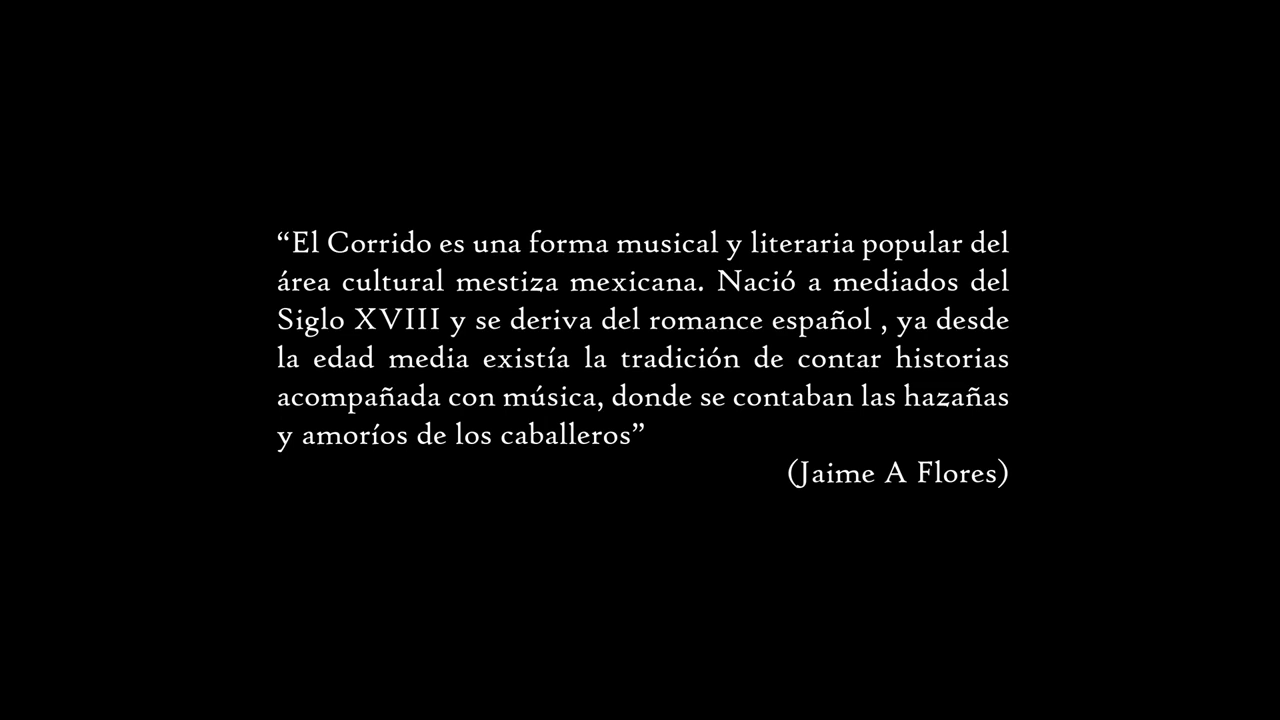 “El Corrido es una forma musical y literaria popular del
área cultural mestiza mexicana. Nació a mediados del
Siglo XVIII y se deriva del romance español , ya desde
la edad media existía la tradición de contar historias
acompañada con música, donde se contaban las hazañas
y amoríos de los caballeros”
(Jaime A Flores)